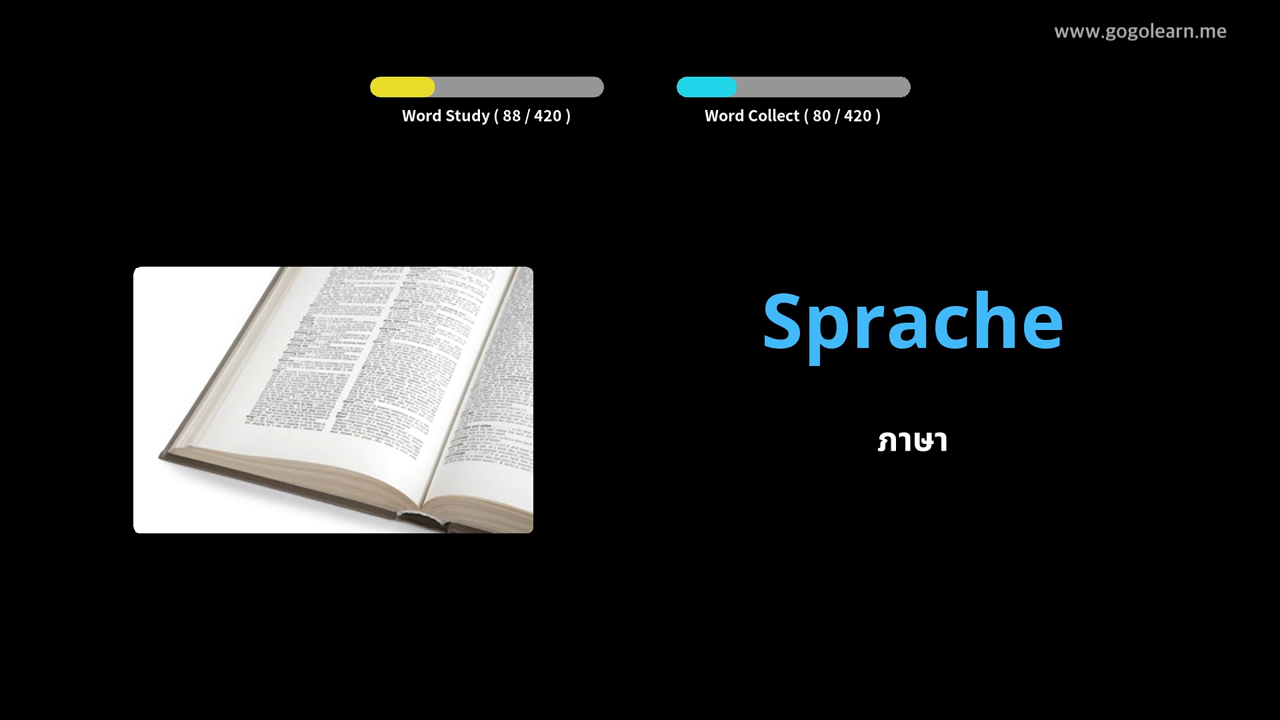 www.gogolearn.me
Word Study ( 88 / 420 )
Word Collect ( 80 / 420 )
Sprache
ภาษา